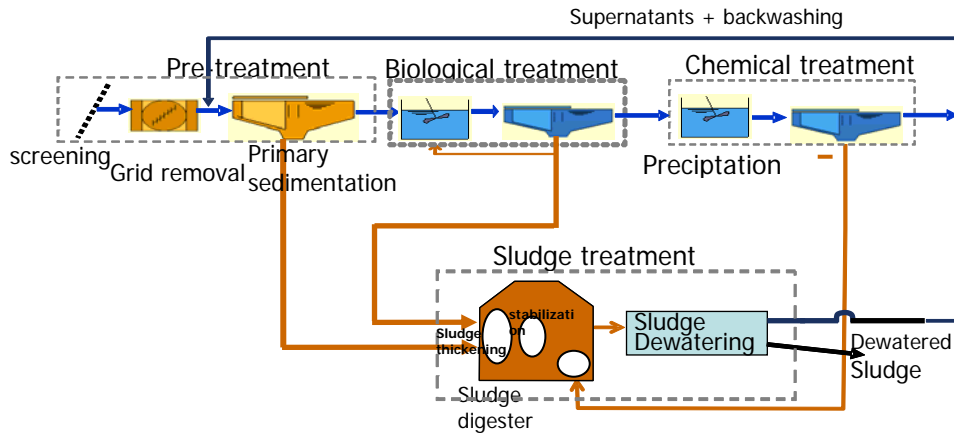 Supernatants + backwashing
Pre-treatment
Biological treatment
Chemical treatment
screening
Grid removal
Primary
sedimentation
Preciptation
Sludge treatment
stabilizati
on
Sludge
thickening
Sludge
Dewatering
Dewatered
Sludge
Sludge
digester